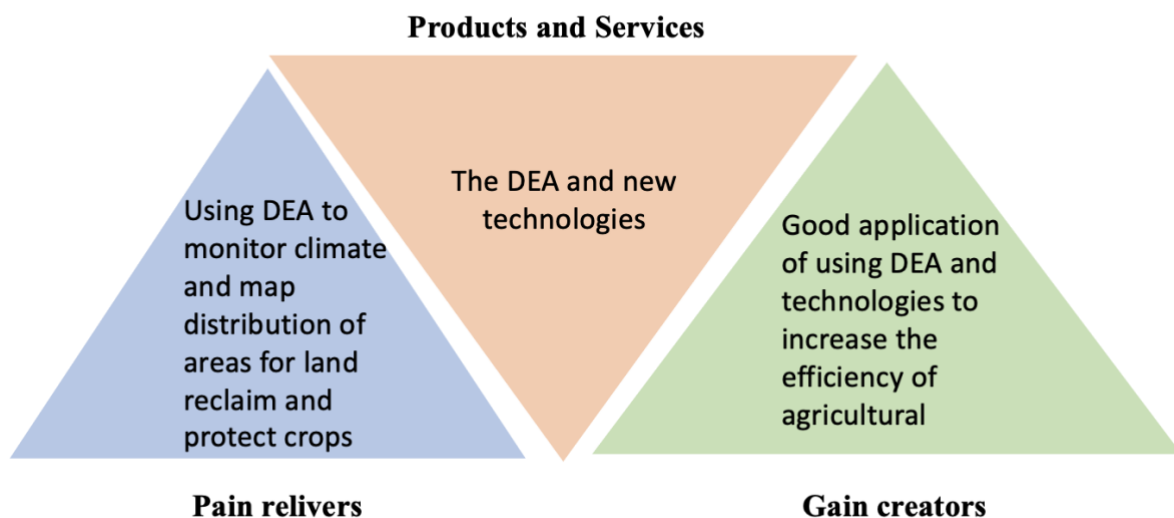 Products and Services
Using DEA to
monitor climate
and map
distribution of
areas for land
reclaim and
protect crops
The DEA and new
technologies
Good application
of using DEA and
technologies to
increase the
efficiency of
agricultural
Pain relivers
Gain creators